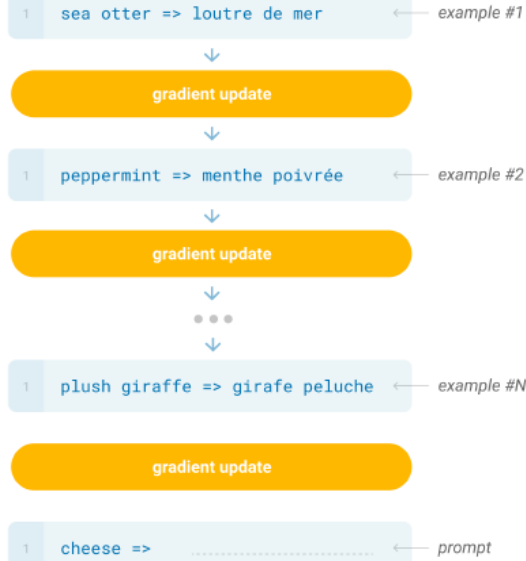 1 sea otter => loutre de mer example #1
gradient update
1 peppermint => menthe poivrée example #2
gradient update
1 plush giraffe => girafe peluche example #N
gradient update
1 cheese => prompt